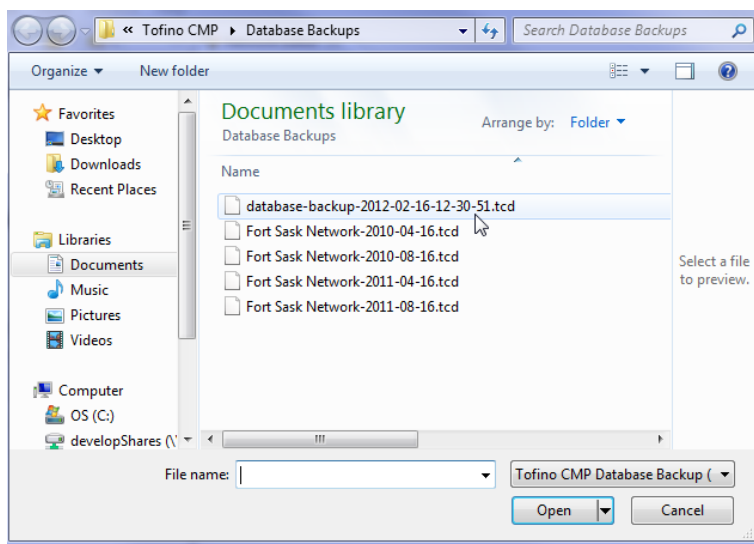 « Tofino CMP ▸ Database Backups
Search Database Backups
Organize
New folder
Favorites
Desktop
Downloads
Recent Places
Libraries
Documents
Music
Pictures
Videos
Computer
OS (C:)
developShares (\'
Documents library
Database Backups
Arrange by: Folder
Name
database-backup-2012-02-16-12-30-51.tcd
Fort Sask Network-2010-04-16.tcd
Fort Sask Network-2010-08-16.tcd
Fort Sask Network-2011-04-16.tcd
Fort Sask Network-2011-08-16.tcd
Select a file
to preview.
File name:
Tofino CMP Database Backup (
Open
Cancel